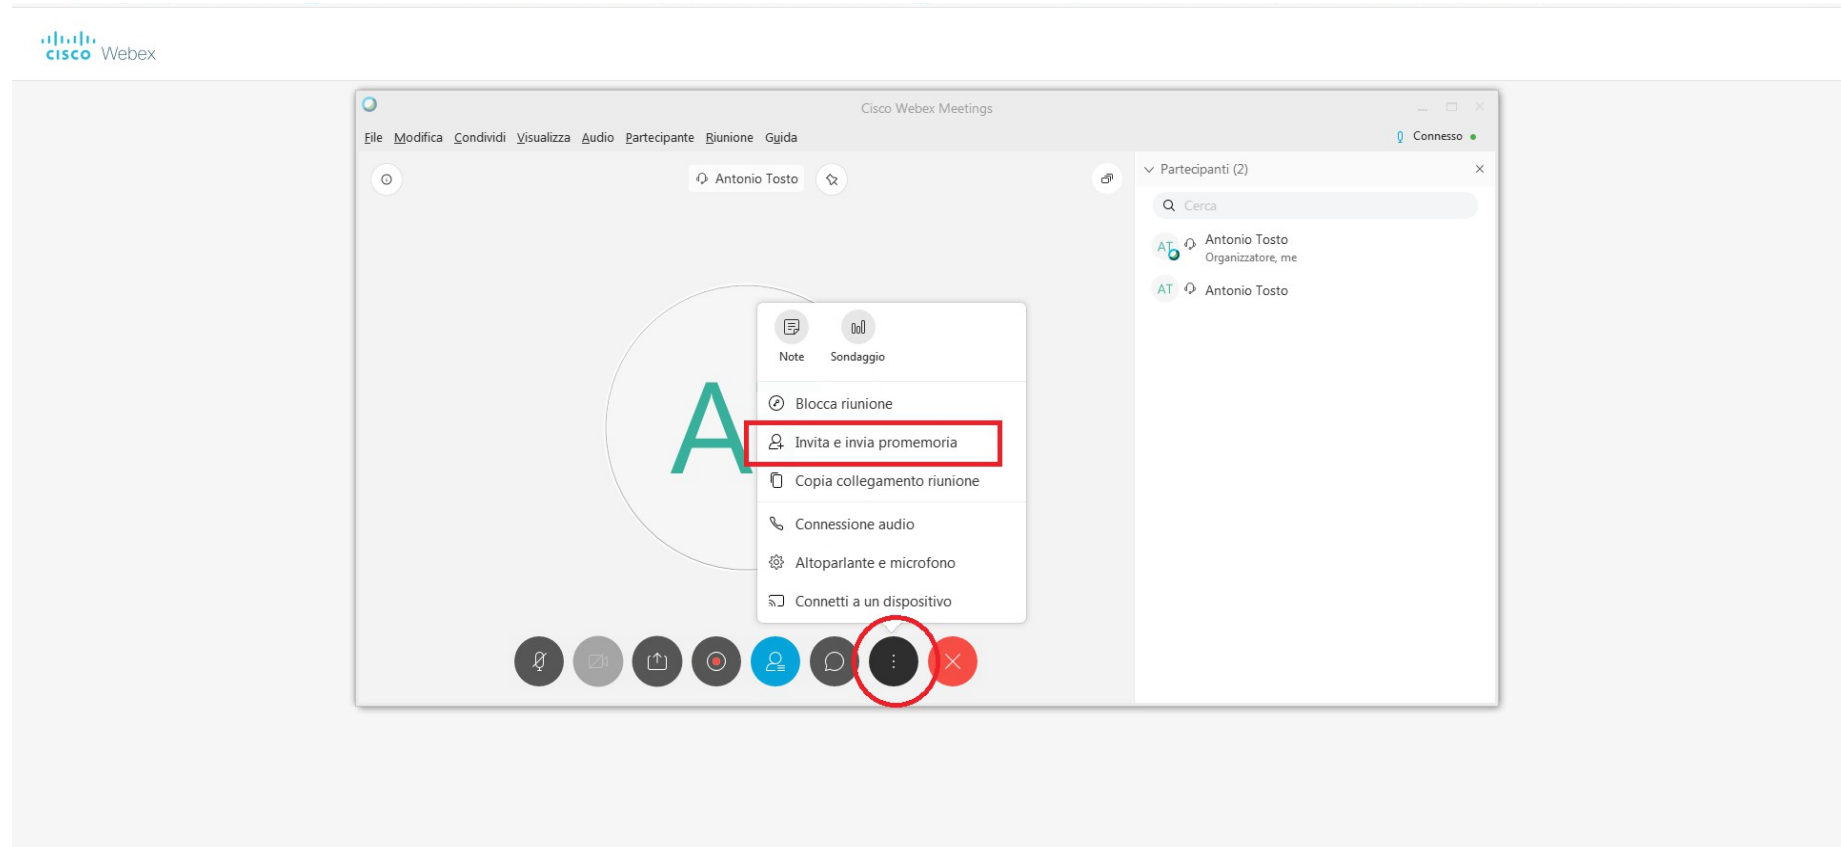 cisco Webex
Cisco Webex Meetings
File Modifica Condividi Visualizza Audio Partecipante Riunione Guida
Connesso
Antonio Tosto
Partecipanti (2)
Cerca
AT Antonio Tosto
Organizzatore, me
AT Antonio Tosto
A
Note Sondaggio
Blocca riunione
Invita e invia promemoria
Copia collegamento riunione
Connessione audio
Altoparlante e microfono
Connetti a un dispositivo